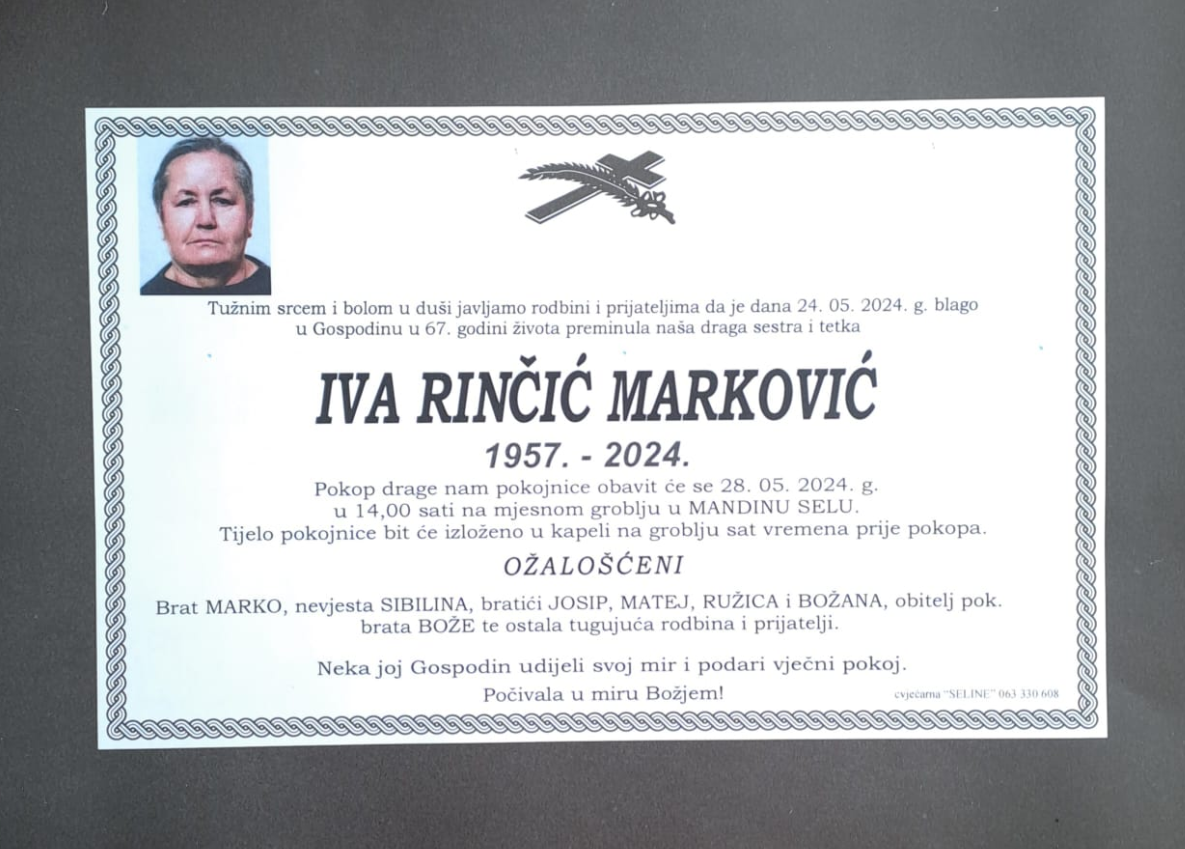 Tužnim srcem i bolom u duši javljamo rodbini i prijateljima da je dana 24. 05. 2024. g. blago
u Gospodinu u 67. godini života preminula naša draga sestra i tetka
IVA RINČIĆ MARKOVIĆ
1957. - 2024.
Pokop drage nam pokojnice obavit će se 28. 05. 2024. g.
u 14,00 sati na mjesnom groblju u MANDINU SELU.
Tijelo pokojnice bit će izloženo u kapeli na groblju sat vremena prije pokopa.
OŽALOŠĆENI
Brat MARKO, nevjesta SIBILINA, bratići JOSIP, MATEJ, RUŽICA i BOŽANA, obitelj pok.
brata BOŽE te ostala tugujuća rodbina i prijatelji.
Neka joj Gospodin udijeli svoj mir i podari vječni pokoj.
Počivala u miru Božjem!
cvjećarna "SELINE" 063 330 608